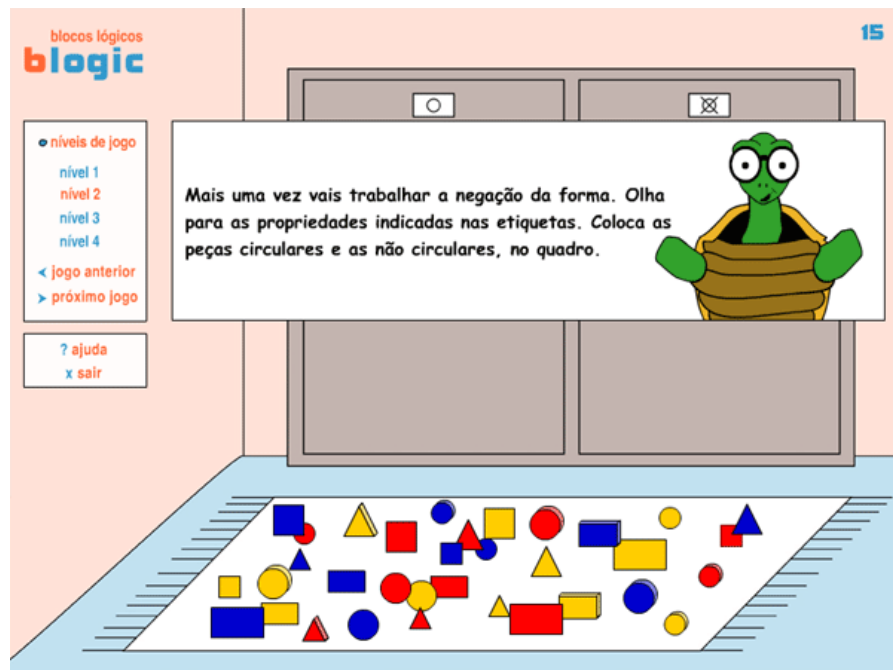 blocos lógicos
blogic
15
níveis de jogo
nível 1
nível 2
nível 3
nível 4
< jogo anterior
> próximo jogo
? ajuda
x sair
Mais uma vez vais trabalhar a negação da forma. Olha
para as propriedades indicadas nas etiquetas. Coloca as
peças circulares e as não circulares, no quadro.